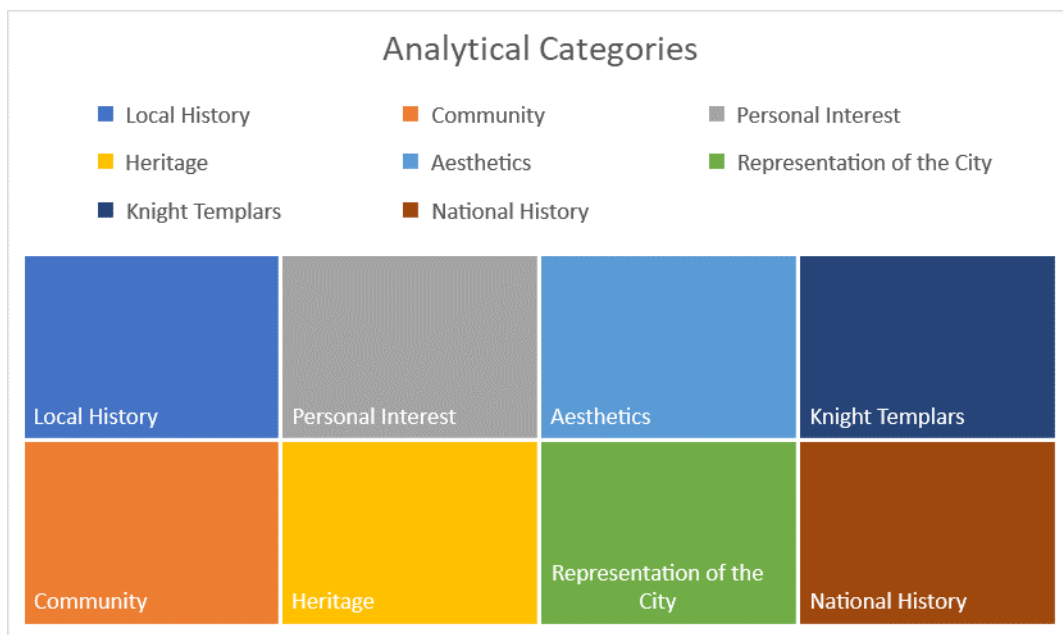 Analytical Categories
Local History
Community
Personal Interest
Heritage
Aesthetics
Representation of the City
Knight Templars
National History
Local History
Personal Interest
Aesthetics
Knight Templars
Community
Heritage
Representation of the
City
National History